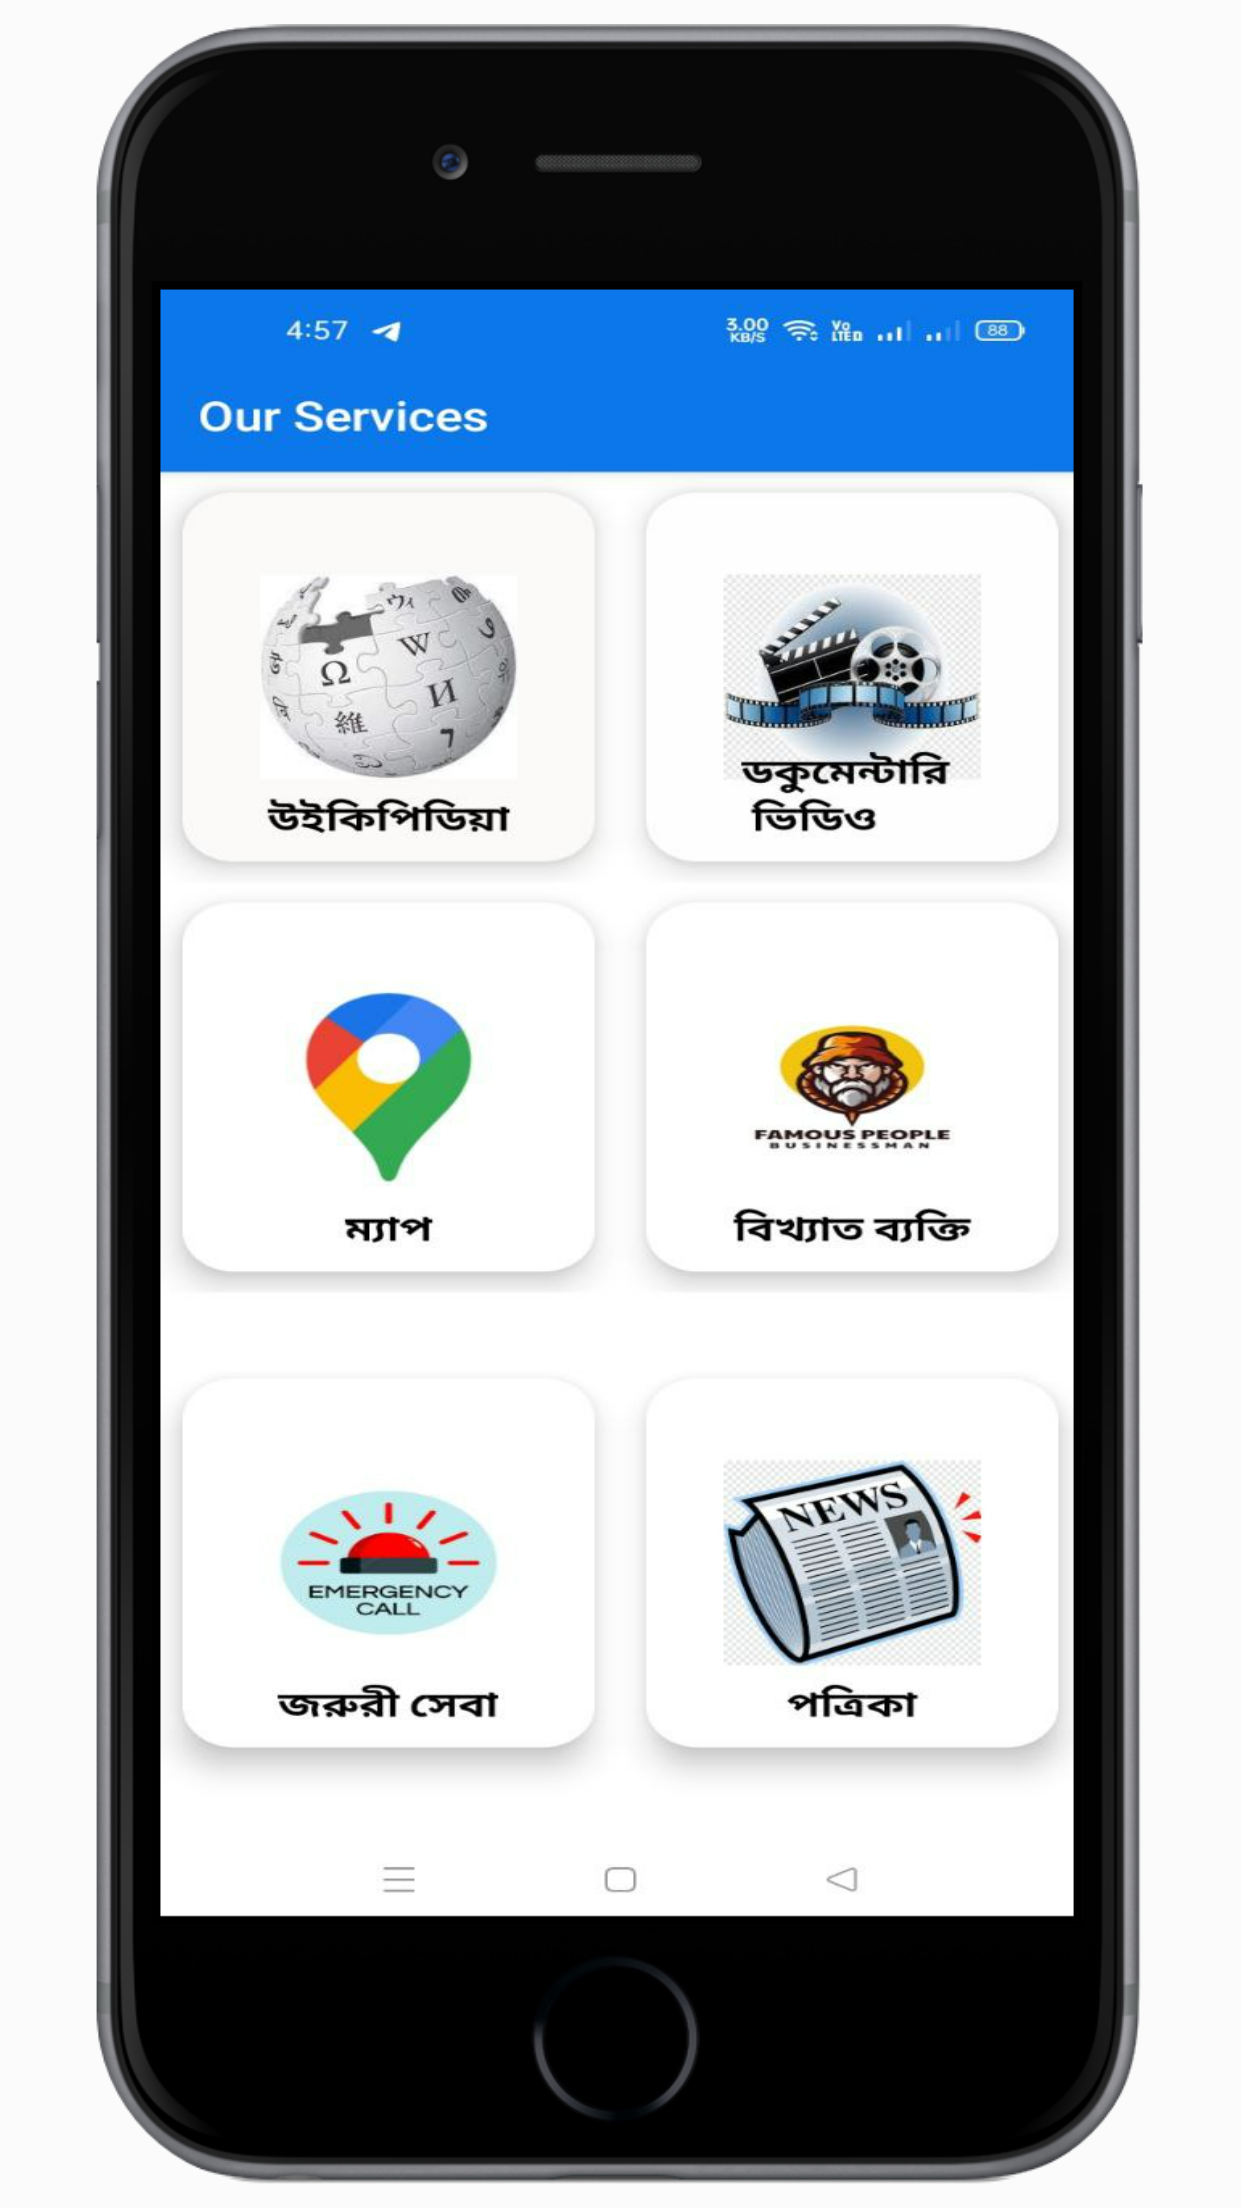 4:57
3.00
KB/S
Vo
LTE
88
Our Services
উইকিপিডিয়া
ডকুমেন্টারি
ভিডিও
ম্যাপ
FAMOUS PEOPLE
BUSINESSMAN
বিখ্যাত ব্যক্তি
EMERGENCY
CALL
জরুরী সেবা
NEWS
পত্রিকা